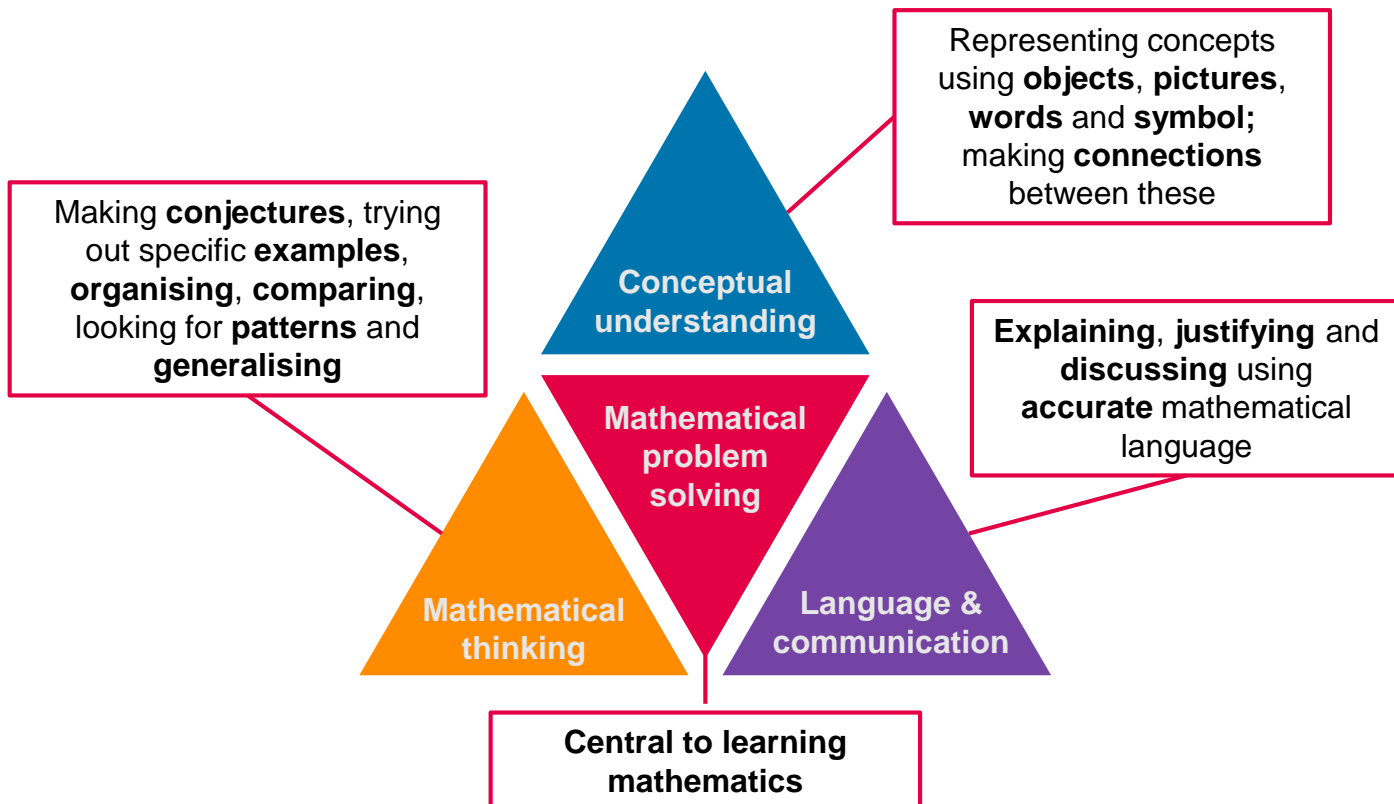 Representing concepts
using objects, pictures,
words and symbol;
making connections
between these
Making conjectures, trying
out specific examples,
organising, comparing,
looking for patterns and
generalising
Conceptual
understanding
Explaining, justifying and
discussing using
accurate mathematical
language
Mathematical
problem
solving
Mathematical
thinking
Language &
communication
Central to learning
mathematics